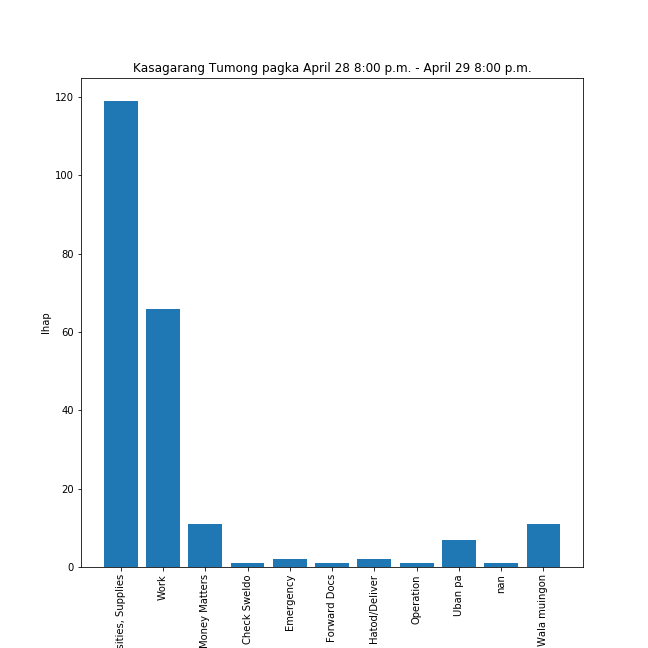 Kasagarang Tumong pagka April 28 8:00 p.m. - April 29 8:00 p.m.
120
100
80
60
40
20
0
Ihap
Supplies
Work
Money Matters
Check Sweldo
Emergency
Forward Docs
Hatod/Deliver
Operation
Uban pa
nan
Wala muingon